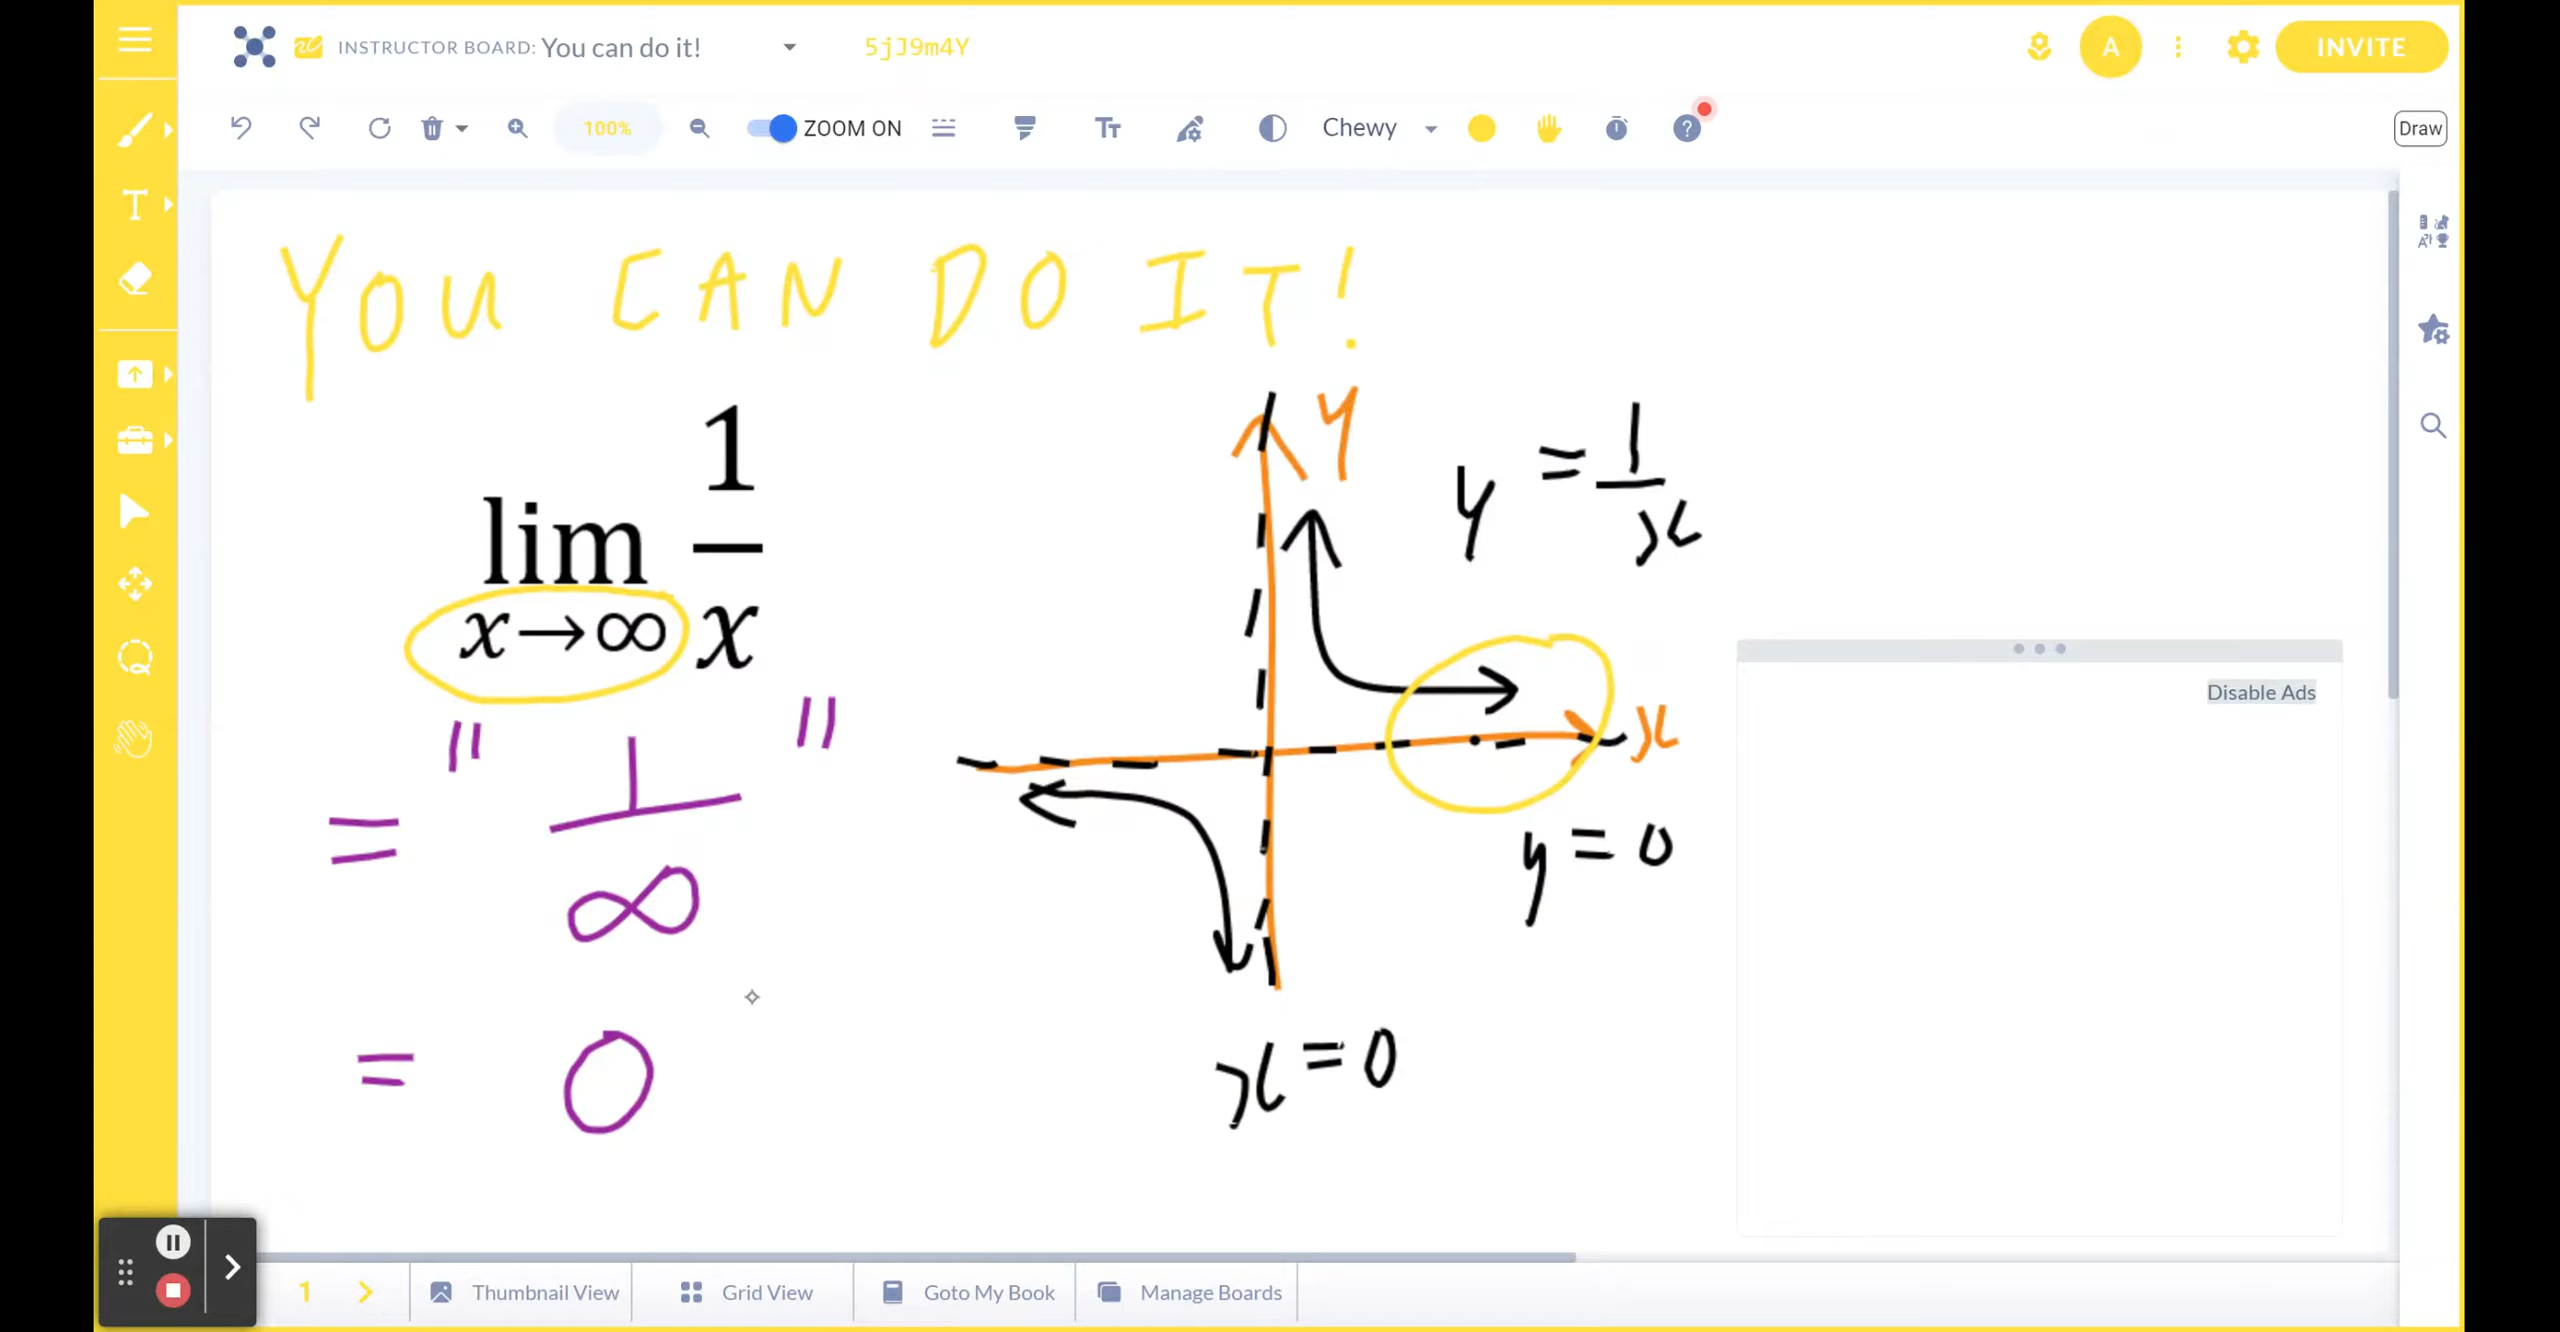 INSTRUCTOR BOARD: You can do it! 5jJ9m4Y A INVITE
100% ZOOM ON Tт Chewy ? Draw
T
YOU CAN DO IT!
lim x→∞ 1/x
= " 1/∞ "
= 0
y
y = 1/x
x
y = 0
x = 0
Disable Ads
1 Thumbnail View Grid View Goto My Book Manage Boards